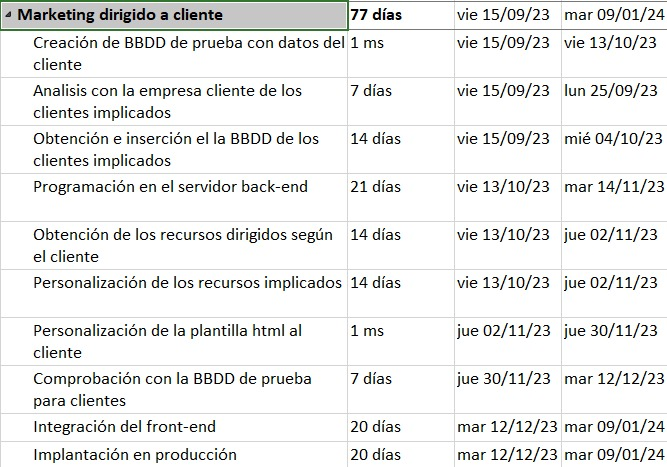 Marketing dirigido a cliente 77 días vie 15/09/23 mar 09/01/24
Creación de BBDD de prueba con datos del 1 ms vie 15/09/23 vie 13/10/23
cliente
Analisis con la empresa cliente de los 7 días vie 15/09/23 lun 25/09/23
clientes implicados
Obtención e inserción el la BBDD de los 14 días vie 15/09/23 mié 04/10/23
clientes implicados
Programación en el servidor back-end 21 días vie 13/10/23 mar 14/11/23
Obtención de los recursos dirigidos según 14 días vie 13/10/23 jue 02/11/23
el cliente
Personalización de los recursos implicados 14 días vie 13/10/23 jue 02/11/23
Personalización de la plantilla html al 1 ms jue 02/11/23 jue 30/11/23
cliente
Comprobación con la BBDD de prueba 7 días jue 30/11/23 mar 12/12/23
para clientes
Integración del front-end 20 días mar 12/12/23 mar 09/01/24
Implantación en producción 20 días mar 12/12/23 mar 09/01/24